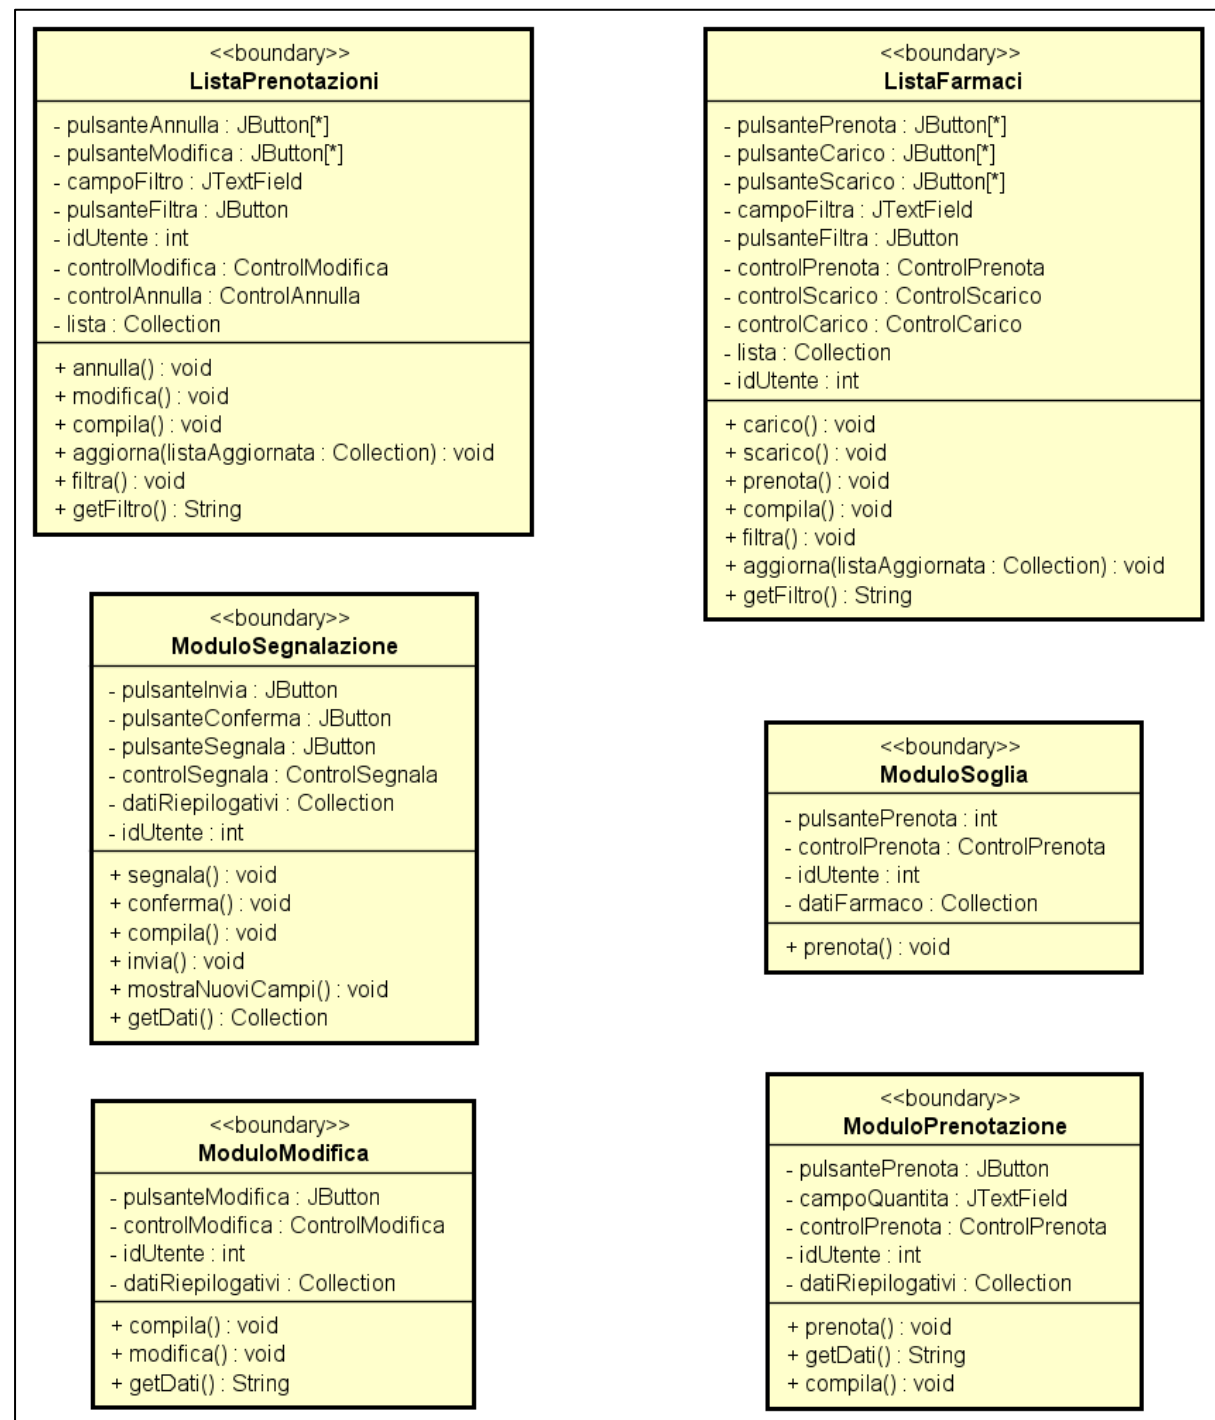 <<boundary>>
ListaPrenotazioni
- pulsanteAnnulla : JButton[*]
- pulsanteModifica : JButton[*]
- campoFiltro : JTextField
- pulsanteFiltra : JButton
- idUtente : int
- controlModifica : ControlModifica
- controlAnnulla : ControlAnnulla
- lista : Collection
+ annulla() : void
+ modifica() : void
+ compila() : void
+ aggiorna(listaAggiornata : Collection) : void
+ filtra() : void
+ getFiltro() : String
<<boundary>>
ListaFarmaci
- pulsantePrenota : JButton[*]
- pulsanteCarico : JButton[*]
- pulsanteScarico : JButton[*]
- campoFiltra : JTextField
- pulsanteFiltra : JButton
- controlPrenota : ControlPrenota
- controlScarico : ControlScarico
- controlCarico : ControlCarico
- lista : Collection
- idUtente : int
+ carico() : void
+ scarico() : void
+ prenota() : void
+ compila() : void
+ filtra() : void
+ aggiorna(listaAggiornata : Collection) : void
+ getFiltro() : String
<<boundary>>
ModuloSegnalazione
- pulsanteInvia : JButton
- pulsanteConferma : JButton
- pulsanteSegnala : JButton
- controlSegnala : ControlSegnala
- datiRiepilogativi : Collection
- idUtente : int
+ segnala() : void
+ conferma() : void
+ compila() : void
+ invia() : void
+ mostraNuoviCampi() : void
+ getDati() : Collection
<<boundary>>
ModuloSoglia
- pulsantePrenota : int
- controlPrenota : ControlPrenota
- idUtente : int
- datiFarmaco : Collection
+ prenota() : void
<<boundary>>
ModuloModifica
- pulsanteModifica : JButton
- controlModifica : ControlModifica
- idUtente : int
- datiRiepilogativi : Collection
+ compila() : void
+ modifica() : void
+ getDati() : String
<<boundary>>
ModuloPrenotazione
- pulsantePrenota : JButton
- campoQuantita : JTextField
- controlPrenota : ControlPrenota
- idUtente : int
- datiRiepilogativi : Collection
+ prenota() : void
+ getDati() : String
+ compila() : void